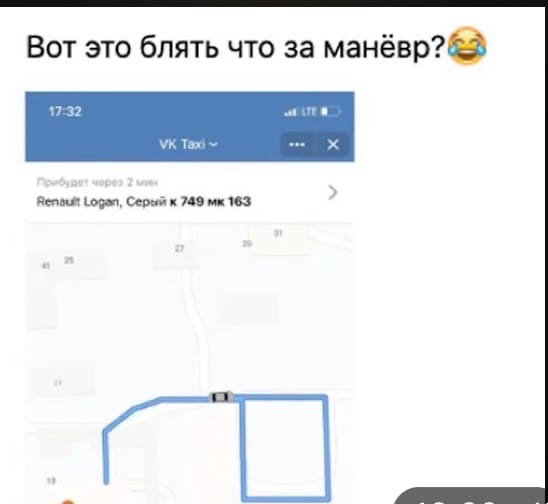 Вот это блять что за манёвр?😂
17:32
LTE
VK Taxi
Прибудет через 2 мин
Renault Logan, Серый к 749 мк 163
31
29
27
25
41
19